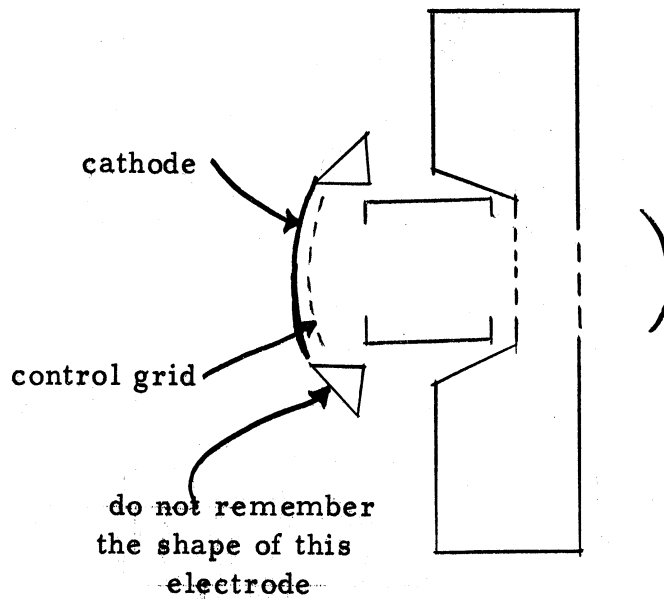 cathode
control grid
do not remember
the shape of this
electrode